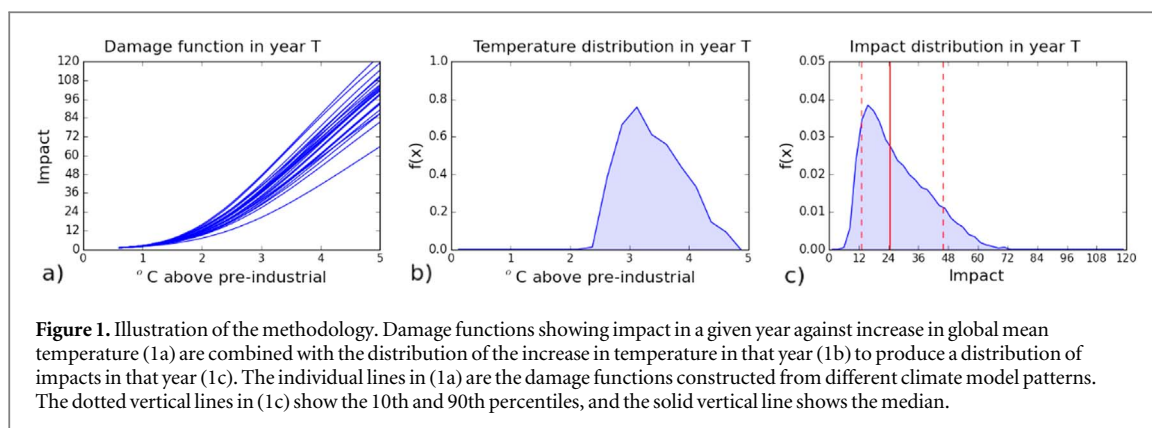 Damage function in year T
120
108
96
84
72
60
48
36
24
12
0
Impact
0 1 2 3 4 5
a) °C above pre-industrial
Temperature distribution in year T
1.0
0.8
0.6
0.4
0.2
0.0
f(x)
0 1 2 3 4 5
b) °C above pre-industrial
Impact distribution in year T
0.05
0.04
0.03
0.02
0.01
0.00
f(x)
0 12 24 36 48 60 72 84 96 108 120
c) Impact
Figure 1. Illustration of the methodology. Damage functions showing impact in a given year against increase in global mean
temperature (1a) are combined with the distribution of the increase in temperature in that year (1b) to produce a distribution of
impacts in that year (1c). The individual lines in (1a) are the damage functions constructed from different climate model patterns.
The dotted vertical lines in (1c) show the 10th and 90th percentiles, and the solid vertical line shows the median.